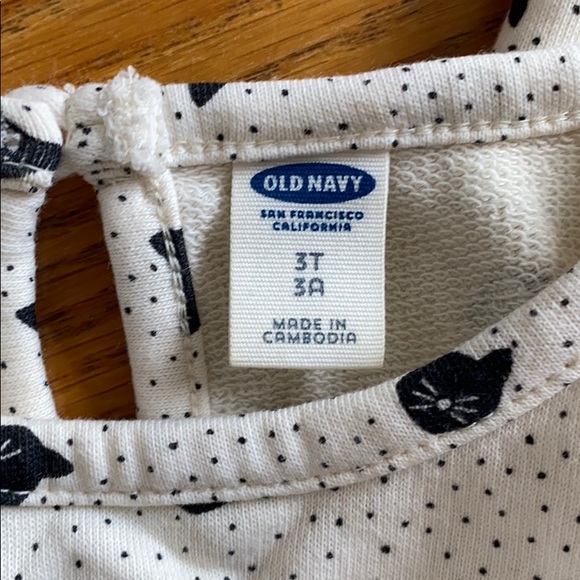 OLD NAVY
SAN FRANCISCO
CALIFORNIA
3T
3A
MADE IN
CAMBODIA